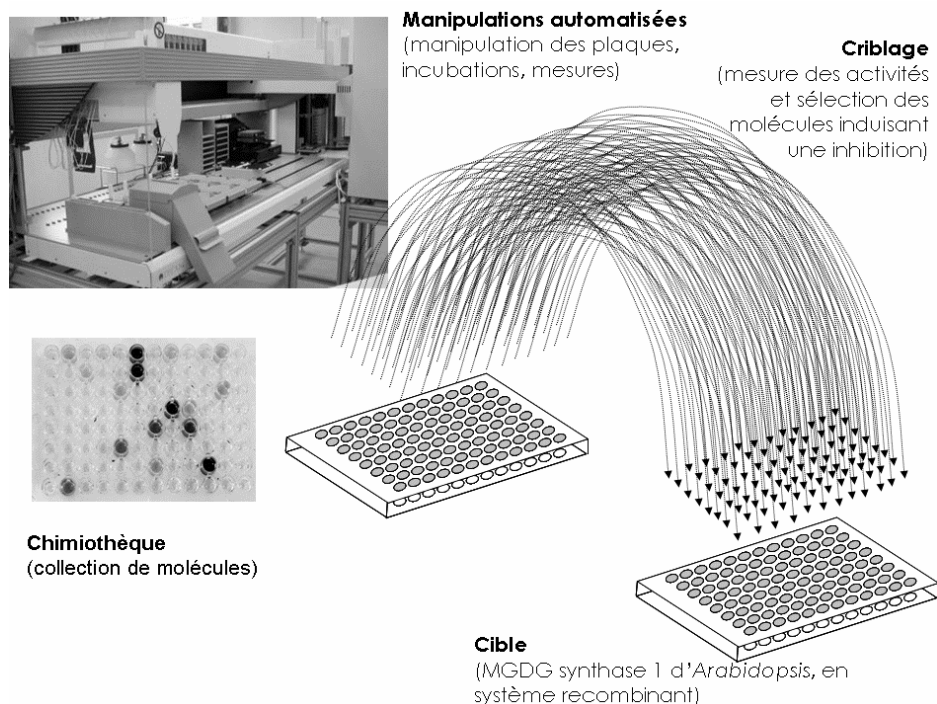 Manipulations automatisées
(manipulation des plaques,
incubations, mesures)
Criblage
(mesure des activités
et sélection des
molécules induisant
une inhibition)
Chimiothèque
(collection de molécules)
Cible
(MGDG synthase 1 d'Arabidopsis, en
système recombinant)